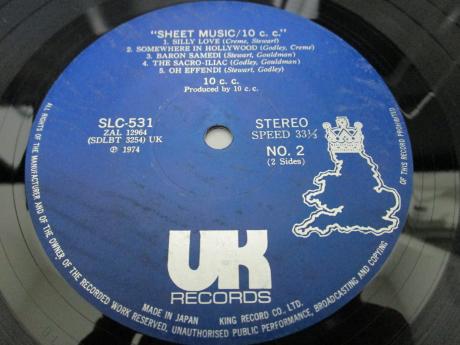 "SHEET MUSIC/10 c. c."
1. SILLY LOVE (Creme, Stewart)
2. SOMEWHERE IN HOLLYWOOD (Godley, Creme)
3. BARON SAMEDI (Stewart, Gouldman)
4. THE SACRO-ILIAC (Godley, Gouldman)
5. OH EFFENDI (Stewart, Godley)
10 c. c.
Produced by 10 c. c.
SLC-531
ZAL 12964
(SDLBT 3254) UK
Ⓟ 1974
STEREO
SPEED 33⅓
NO. 2
(2 Sides)
UK
RECORDS
MADE IN JAPAN KING RECORD CO., LTD.
ALL RIGHTS OF THE MANUFACTURER AND OF THE OWNER OF THE RECORDED WORK RESERVED, UNAUTHORISED PUBLIC PERFORMANCE, BROADCASTING AND COPYING OF THIS RECORD PROHIBITED